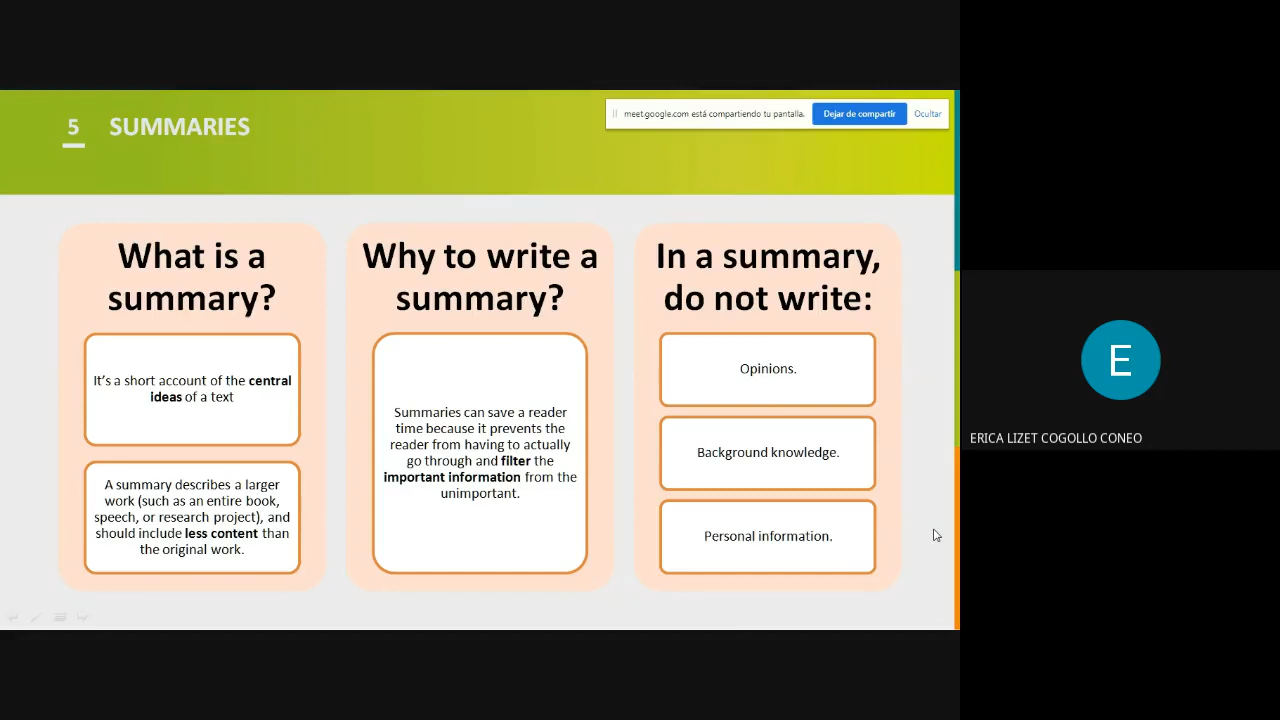 5 SUMMARIES
meet.google.com está compartiendo tu pantalla. Dejar de compartir Ocultar
What is a
summary?
It's a short account of the central
ideas of a text
A summary describes a larger
work (such as an entire book,
speech, or research project), and
should include less content than
the original work.
Why to write a
summary?
Summaries can save a reader
time because it prevents the
reader from having to actually
go through and filter the
important information from the
unimportant.
In a summary,
do not write:
Opinions.
Background knowledge.
Personal information.
E
ERICA LIZET COGOLLO CONEO